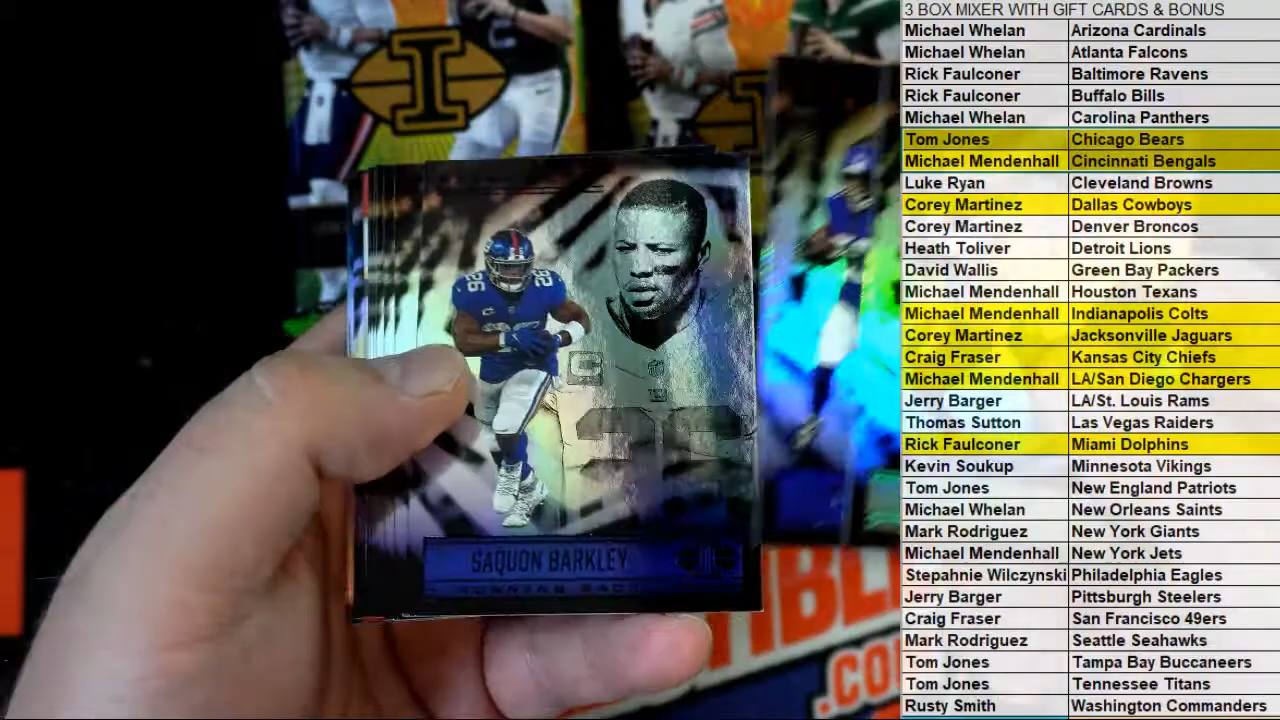 3 BOX MIXER WITH GIFT CARDS & BONUS
Michael Whelan Arizona Cardinals
Michael Whelan Atlanta Falcons
Rick Faulconer Baltimore Ravens
Rick Faulconer Buffalo Bills
Michael Whelan Carolina Panthers
Tom Jones Chicago Bears
Michael Mendenhall Cincinnati Bengals
Luke Ryan Cleveland Browns
Corey Martinez Dallas Cowboys
Corey Martinez Denver Broncos
Heath Toliver Detroit Lions
David Wallis Green Bay Packers
Michael Mendenhall Houston Texans
Michael Mendenhall Indianapolis Colts
Corey Martinez Jacksonville Jaguars
Craig Fraser Kansas City Chiefs
Michael Mendenhall LA/San Diego Chargers
Jerry Barger LA/St. Louis Rams
Thomas Sutton Las Vegas Raiders
Rick Faulconer Miami Dolphins
Kevin Soukup Minnesota Vikings
Tom Jones New England Patriots
Michael Whelan New Orleans Saints
Mark Rodriguez New York Giants
Michael Mendenhall New York Jets
Stepahnie Wilczynski Philadelphia Eagles
Jerry Barger Pittsburgh Steelers
Craig Fraser San Francisco 49ers
Mark Rodriguez Seattle Seahawks
Tom Jones Tampa Bay Buccaneers
Tom Jones Tennessee Titans
Rusty Smith Washington Commanders
I
26
26
26
SAQUON BARKLEY
RUNNING BACK
.CO